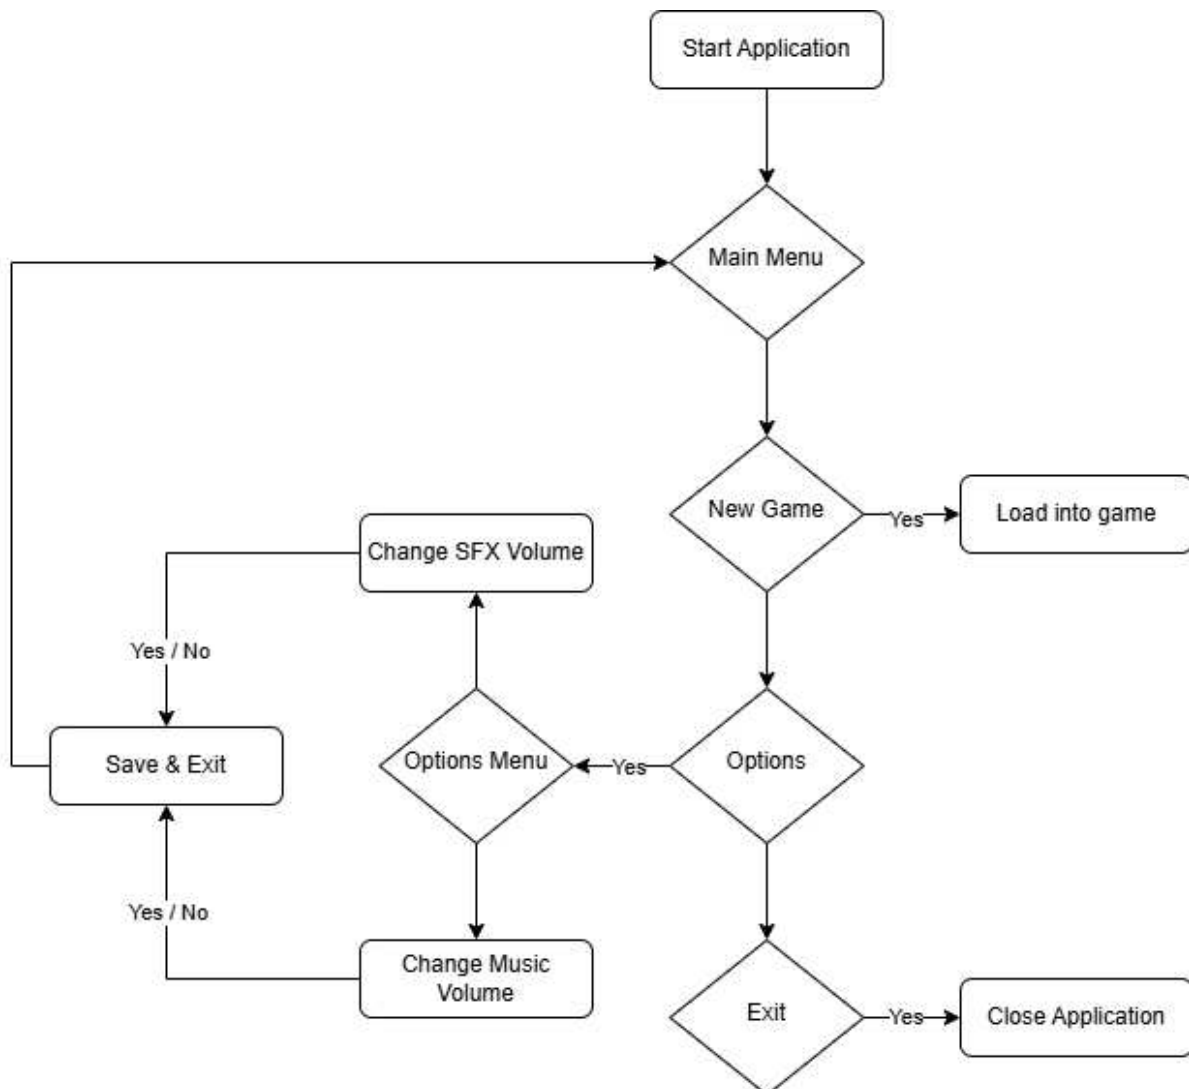 Start Application
Main Menu
New Game
Yes
Load into game
Change SFX Volume
Yes / No
Save & Exit
Options Menu
Yes
Options
Yes / No
Change Music
Volume
Exit
Yes
Close Application